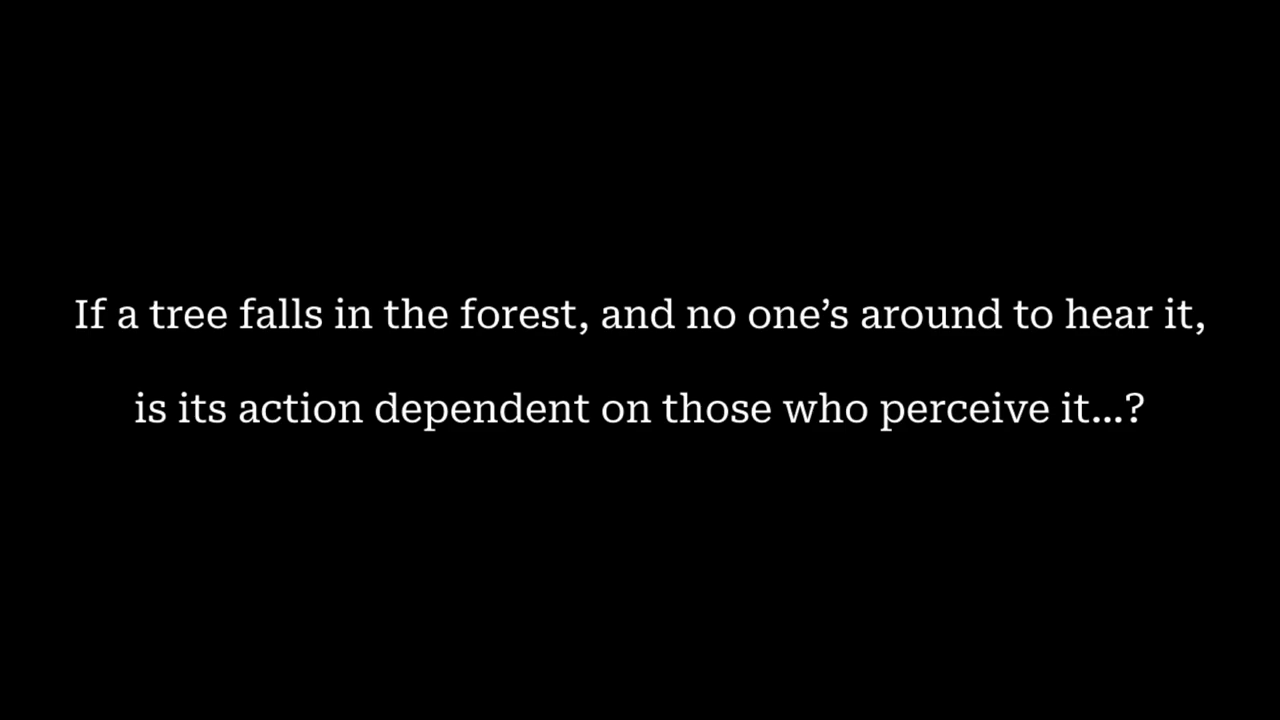 If a tree falls in the forest, and no one’s around to hear it,
is its action dependent on those who perceive it...?